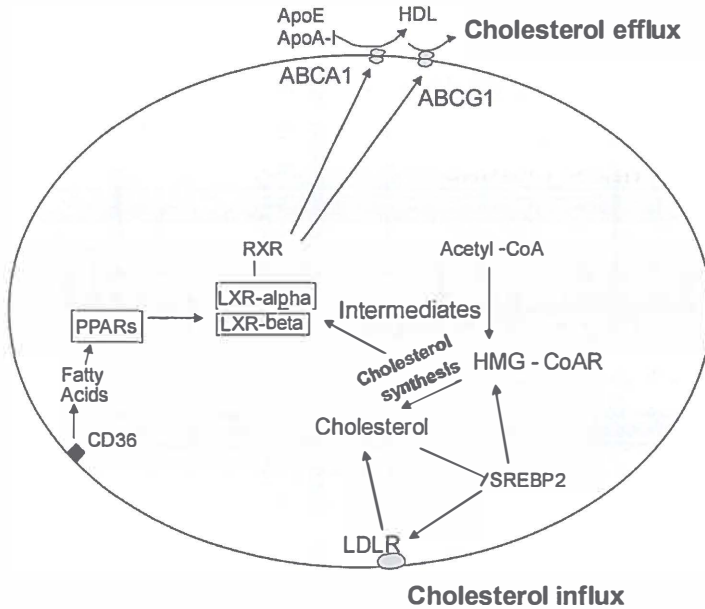 ApoE
ApoA-I
HDL
Cholesterol efflux
ABCA1
ABCG1
RXR
Acetyl -CoA
LXR-alpha
LXR-beta
Intermediates
PPARs
Cholesterol
synthesis
HMG - CoAR
Fatty
Acids
Cholesterol
CD36
SREBP2
LDLR
Cholesterol influx